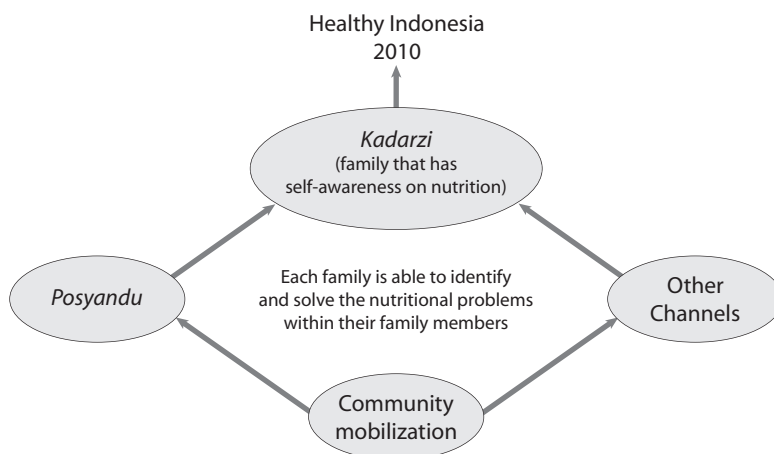 Healthy Indonesia
2010
Kadarzi
(family that has
self-awareness on nutrition)
Posyandu
Each family is able to identify
and solve the nutritional problems
within their family members
Other
Channels
Community
mobilization